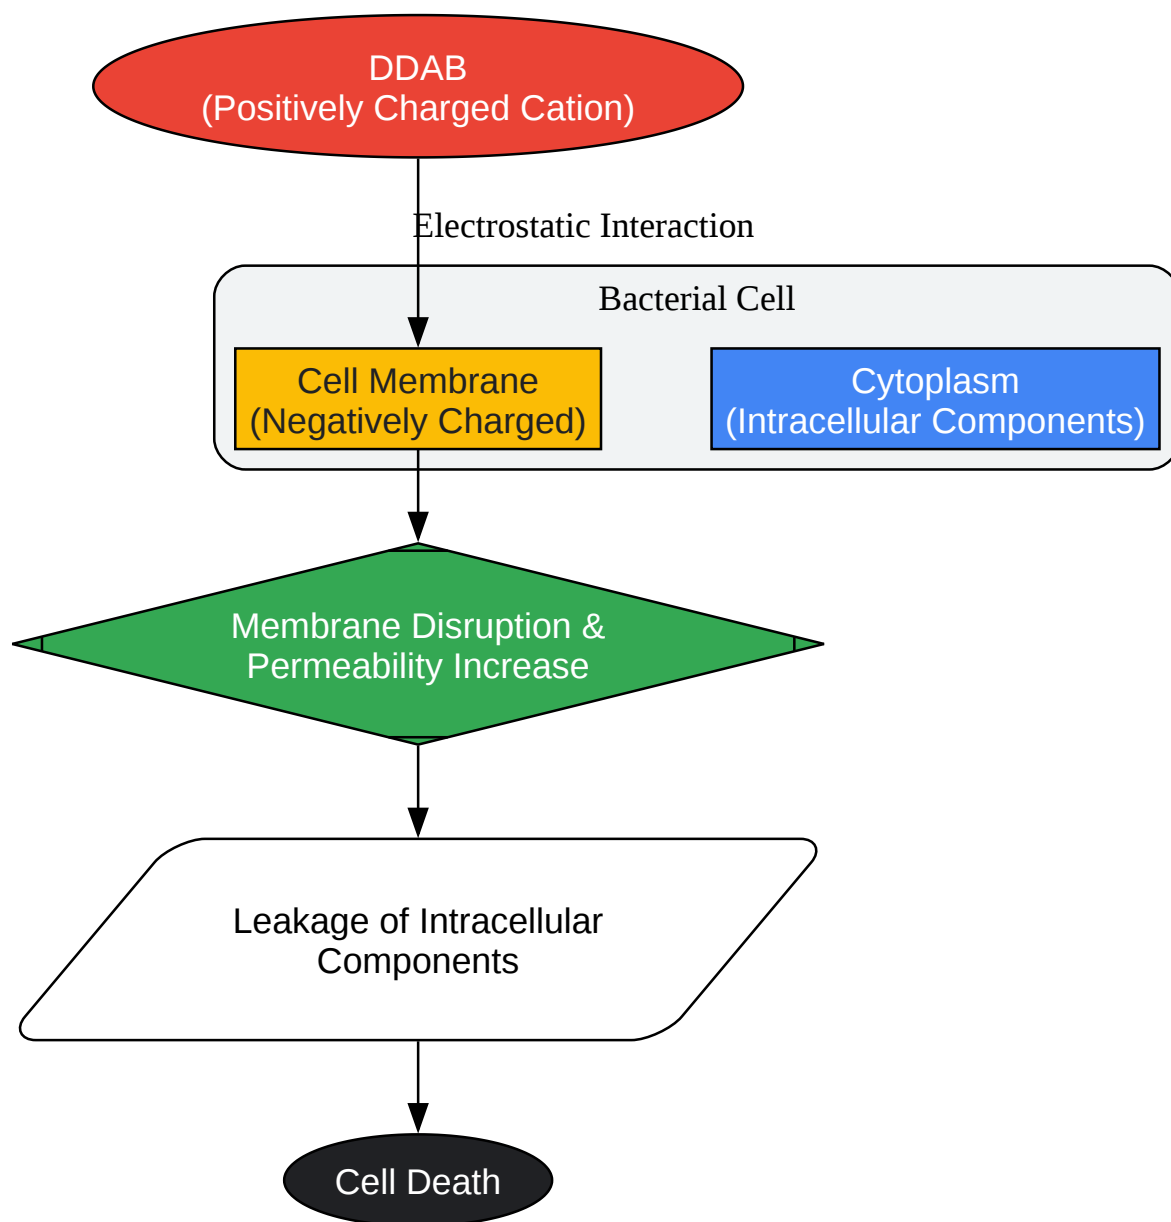 DDAB
(Positively Charged Cation)
Electrostatic Interaction
Bacterial Cell
Cell Membrane
(Negatively Charged)
Cytoplasm
(Intracellular Components)
Membrane Disruption &
Permeability Increase
Leakage of Intracellular
Components
Cell Death